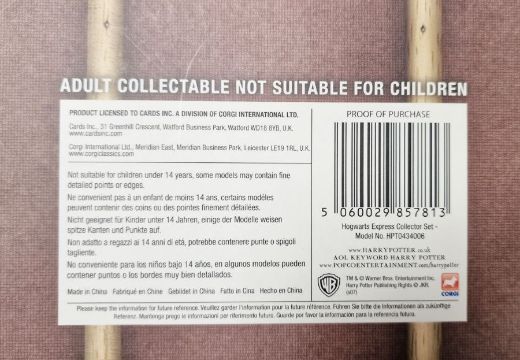 ADULT COLLECTABLE NOT SUITABLE FOR CHILDREN
PRODUCT LICENSED TO CARDS INC. A DIVISION OF CORGI INTERNATIONAL LTD.
Cards Inc., 31 Greenhill Crescent, Watford Business Park, Watford WD18 8YD, U.K.
www.cardsinc.com
Corgi International Ltd., Meridian East, Meridian Business Park, Leicester LE19 1RL, U.K.
www.corgiclassics.com
Not suitable for children under 14 years, some models may contain fine
detailed points or edges.
Ne convenient pas à un enfant de moins 14 ans, certains modèles
peuvent contenir des coins ou des pointes finement détaillées.
Nicht geeignet für Kinder unter 14 Jahren, einige der Modelle weisen
spitze Kanten und Punkte auf.
Non adatto a ragazzi ai 14 anni di età, potrebbe contenere punte o spigoli
tagliente.
No conveniente para los niños bajo 14 años, en algunos modelos pueden
contener puntos o los bordes muy bien detallados.
Made in China Fabriqué en Chine Gebildet in China Fatto in Cina Hecho en China
PROOF OF PURCHASE
5 060029 857813
Hogwarts Express Collector Set -
Model No. HPT0434006
www.HARRYPOTTER.co.uk
AOL KEYWORD HARRY POTTER
www.POPCOENTERTAINMENT.com/harrypotter
WB
TM & © Warner Bros. Entertainment Inc.
Harry Potter Publishing Rights © JKR.
(s07)
CORGI
Please keep the information for future reference. Veuillez garder l'information pour la future référence. Führen Sie bitte die Informationen als zukünftige
Referenz. Mantenga prego le informazioni per riferimento futuro. Guarde por favor la información para la referencia futura.